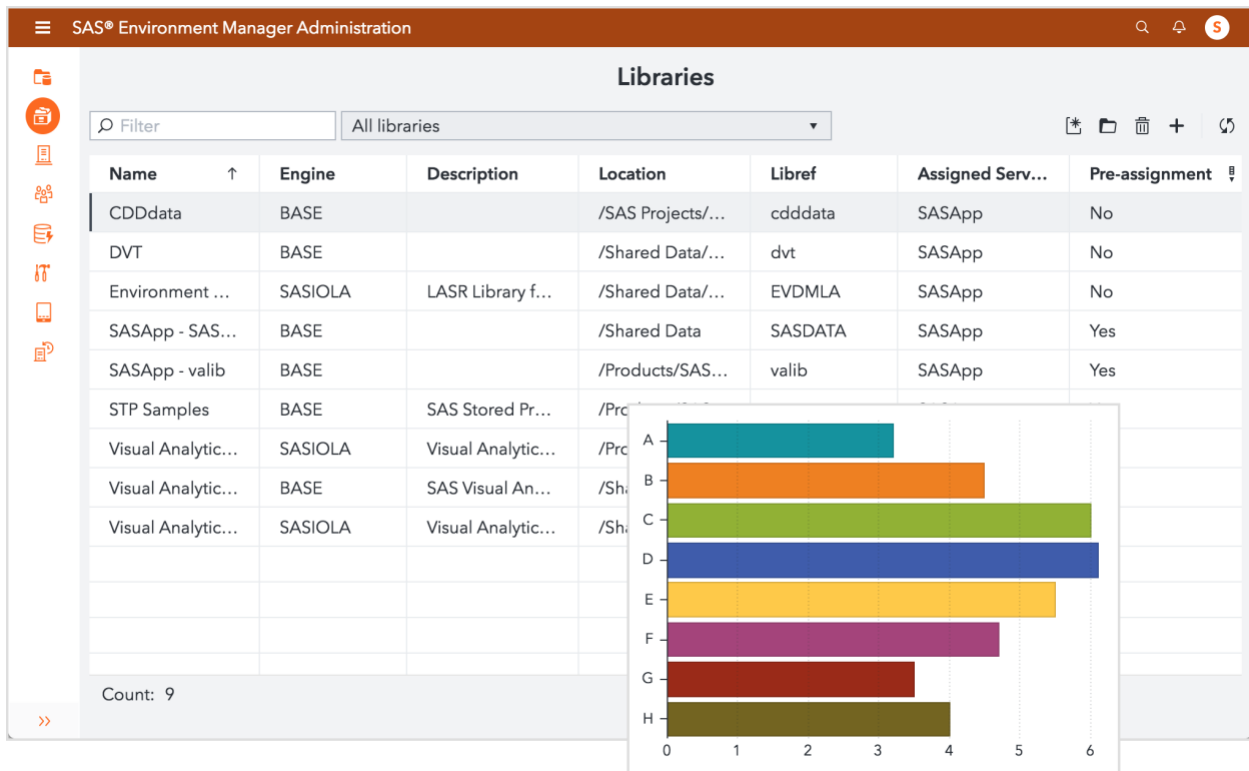 SAS® Environment Manager Administration
S
Libraries
Filter
All libraries
Name Engine Description Location Libref Assigned Serv... Pre-assignment
CDDdata BASE /SAS Projects/... cdddata SASApp No
DVT BASE /Shared Data/... dvt SASApp No
Environment ... SASIOLA LASR Library f... /Shared Data/... EVDMLA SASApp No
SASApp - SAS... BASE /Shared Data SASDATA SASApp Yes
SASApp - valib BASE /Products/SAS... valib SASApp Yes
STP Samples BASE SAS Stored Pr...
Visual Analytic... SASIOLA Visual Analytic...
Visual Analytic... BASE SAS Visual An...
Visual Analytic... SASIOLA Visual Analytic...
Count: 9
A
B
C
D
E
F
G
H
0 1 2 3 4 5 6